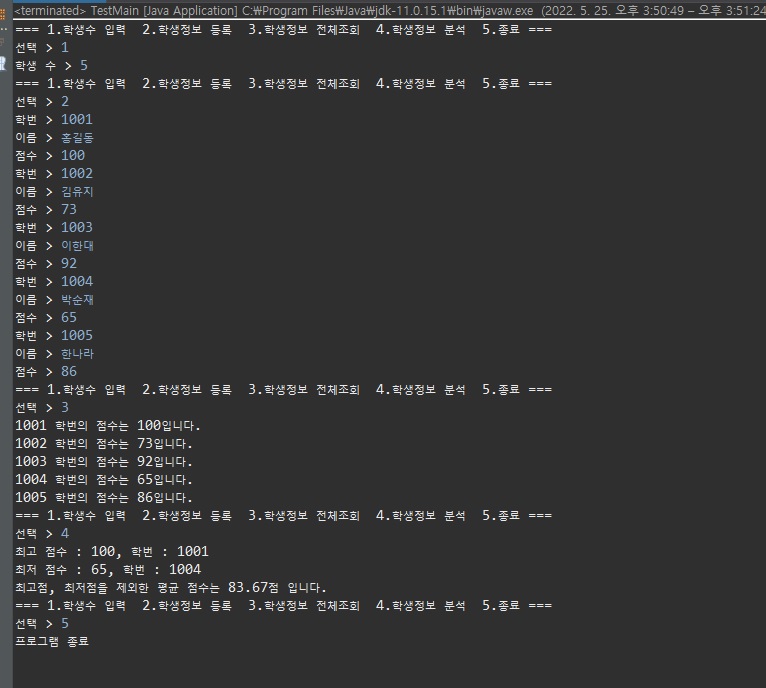 <terminated> TestMain [Java Application] C:₩Program Files₩Java₩jdk-11.0.15.1₩bin₩javaw.exe  (2022. 5. 25. 오후 3:50:49 – 오후 3:51:24
=== 1.학생수 입력  2.학생정보 등록  3.학생정보 전체조회  4.학생정보 분석  5.종료 ===
선택 > 1
학생 수 > 5
=== 1.학생수 입력  2.학생정보 등록  3.학생정보 전체조회  4.학생정보 분석  5.종료 ===
선택 > 2
학번 > 1001
이름 > 홍길동
점수 > 100
학번 > 1002
이름 > 김유지
점수 > 73
학번 > 1003
이름 > 이한대
점수 > 92
학번 > 1004
이름 > 박순재
점수 > 65
학번 > 1005
이름 > 한나라
점수 > 86
=== 1.학생수 입력  2.학생정보 등록  3.학생정보 전체조회  4.학생정보 분석  5.종료 ===
선택 > 3
1001 학번의 점수는 100입니다.
1002 학번의 점수는 73입니다.
1003 학번의 점수는 92입니다.
1004 학번의 점수는 65입니다.
1005 학번의 점수는 86입니다.
=== 1.학생수 입력  2.학생정보 등록  3.학생정보 전체조회  4.학생정보 분석  5.종료 ===
선택 > 4
최고 점수 : 100, 학번 : 1001
최저 점수 : 65, 학번 : 1004
최고점, 최저점을 제외한 평균 점수는 83.67점 입니다.
=== 1.학생수 입력  2.학생정보 등록  3.학생정보 전체조회  4.학생정보 분석  5.종료 ===
선택 > 5
프로그램 종료